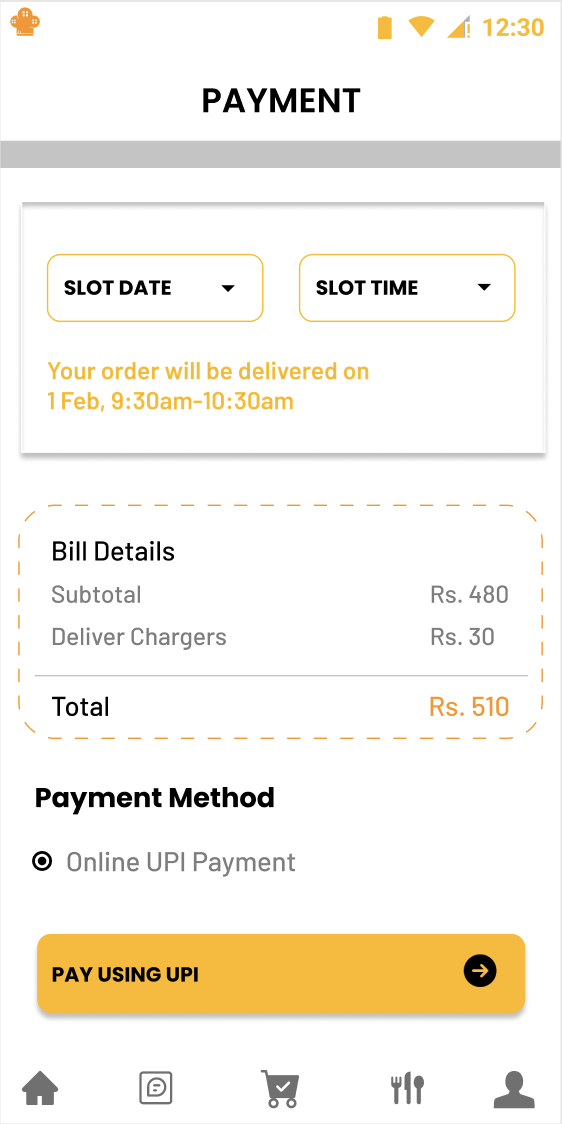 12:30
PAYMENT
SLOT DATE
SLOT TIME
Your order will be delivered on
1 Feb, 9:30am-10:30am
Bill Details
Subtotal Rs. 480
Deliver Chargers Rs. 30
Total Rs. 510
Payment Method
Online UPI Payment
PAY USING UPI